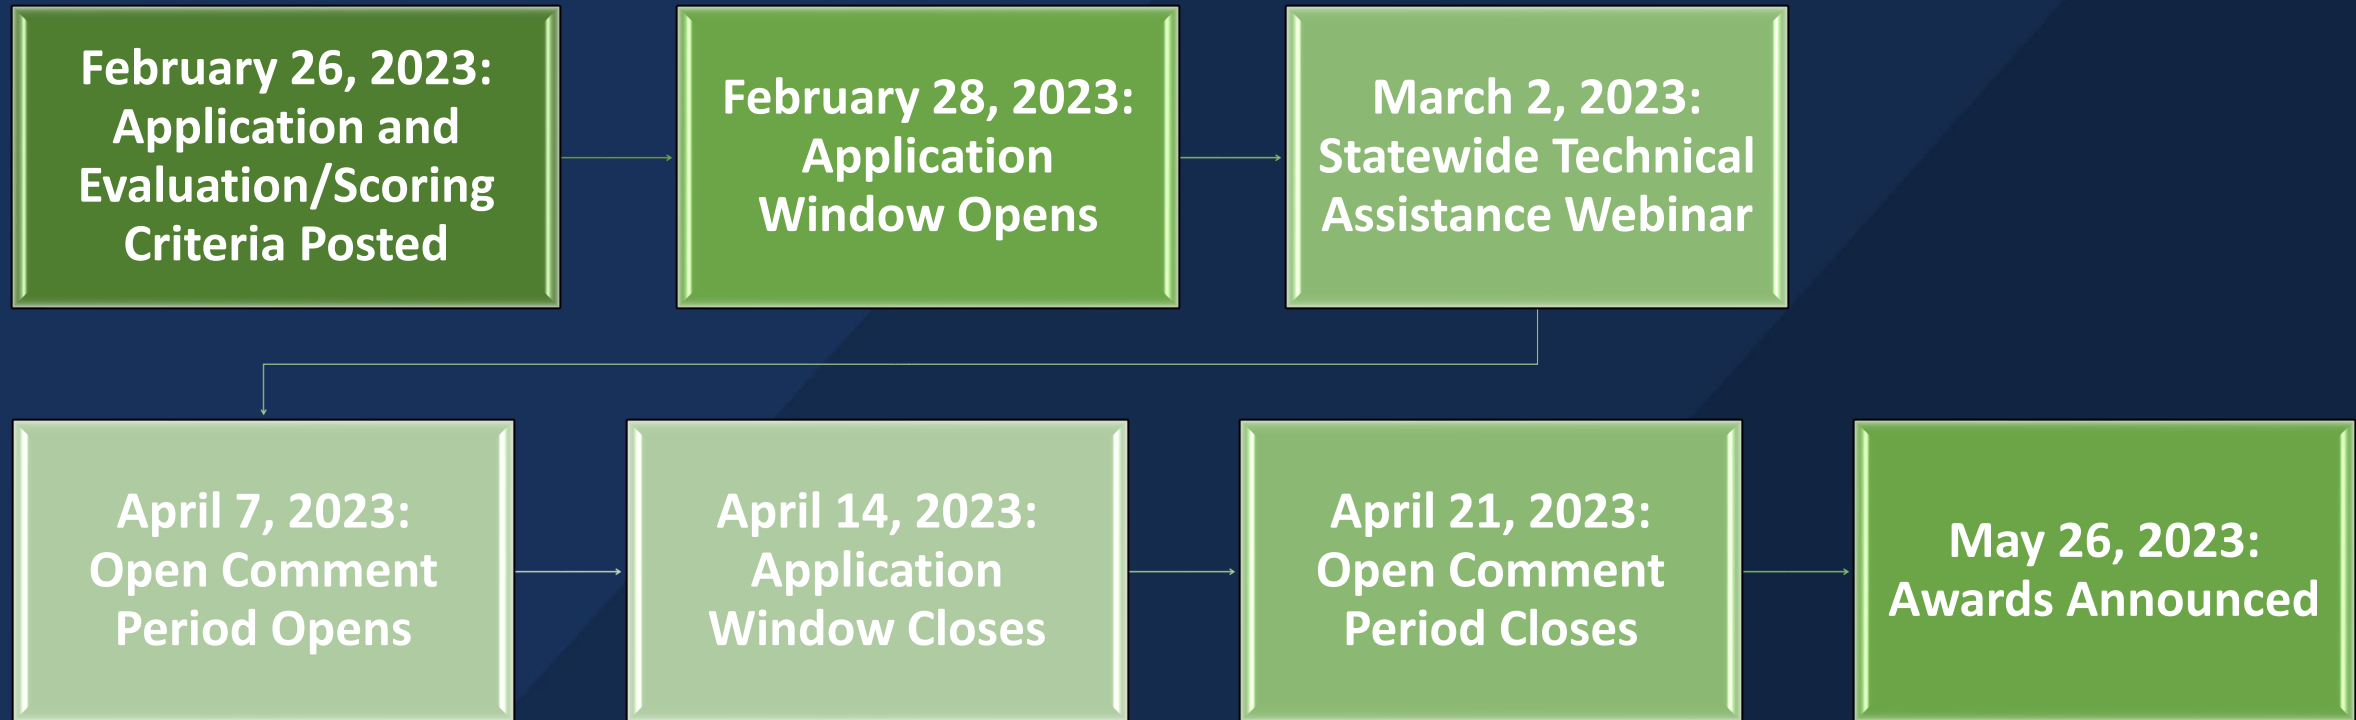 February 26, 2023:
Application and
Evaluation/Scoring
Criteria Posted
February 28, 2023:
Application
Window Opens
March 2, 2023:
Statewide Technical
Assistance Webinar
April 7, 2023:
Open Comment
Period Opens
April 14, 2023:
Application
Window Closes
April 21, 2023:
Open Comment
Period Closes
May 26, 2023:
Awards Announced